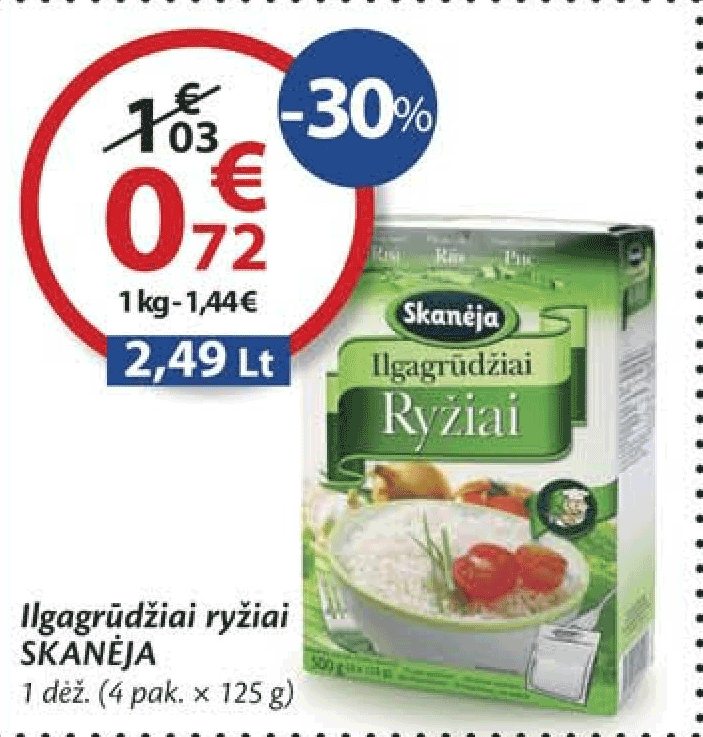 1 € 03
-30%
0 € 72
1 kg - 1,44 €
2,49 Lt
Skanėja
Ilgagrūdžiai
Ryžiai
500 g
Ilgagrūdžiai ryžiai
SKANĖJA
1 dėž. (4 pak. × 125 g)